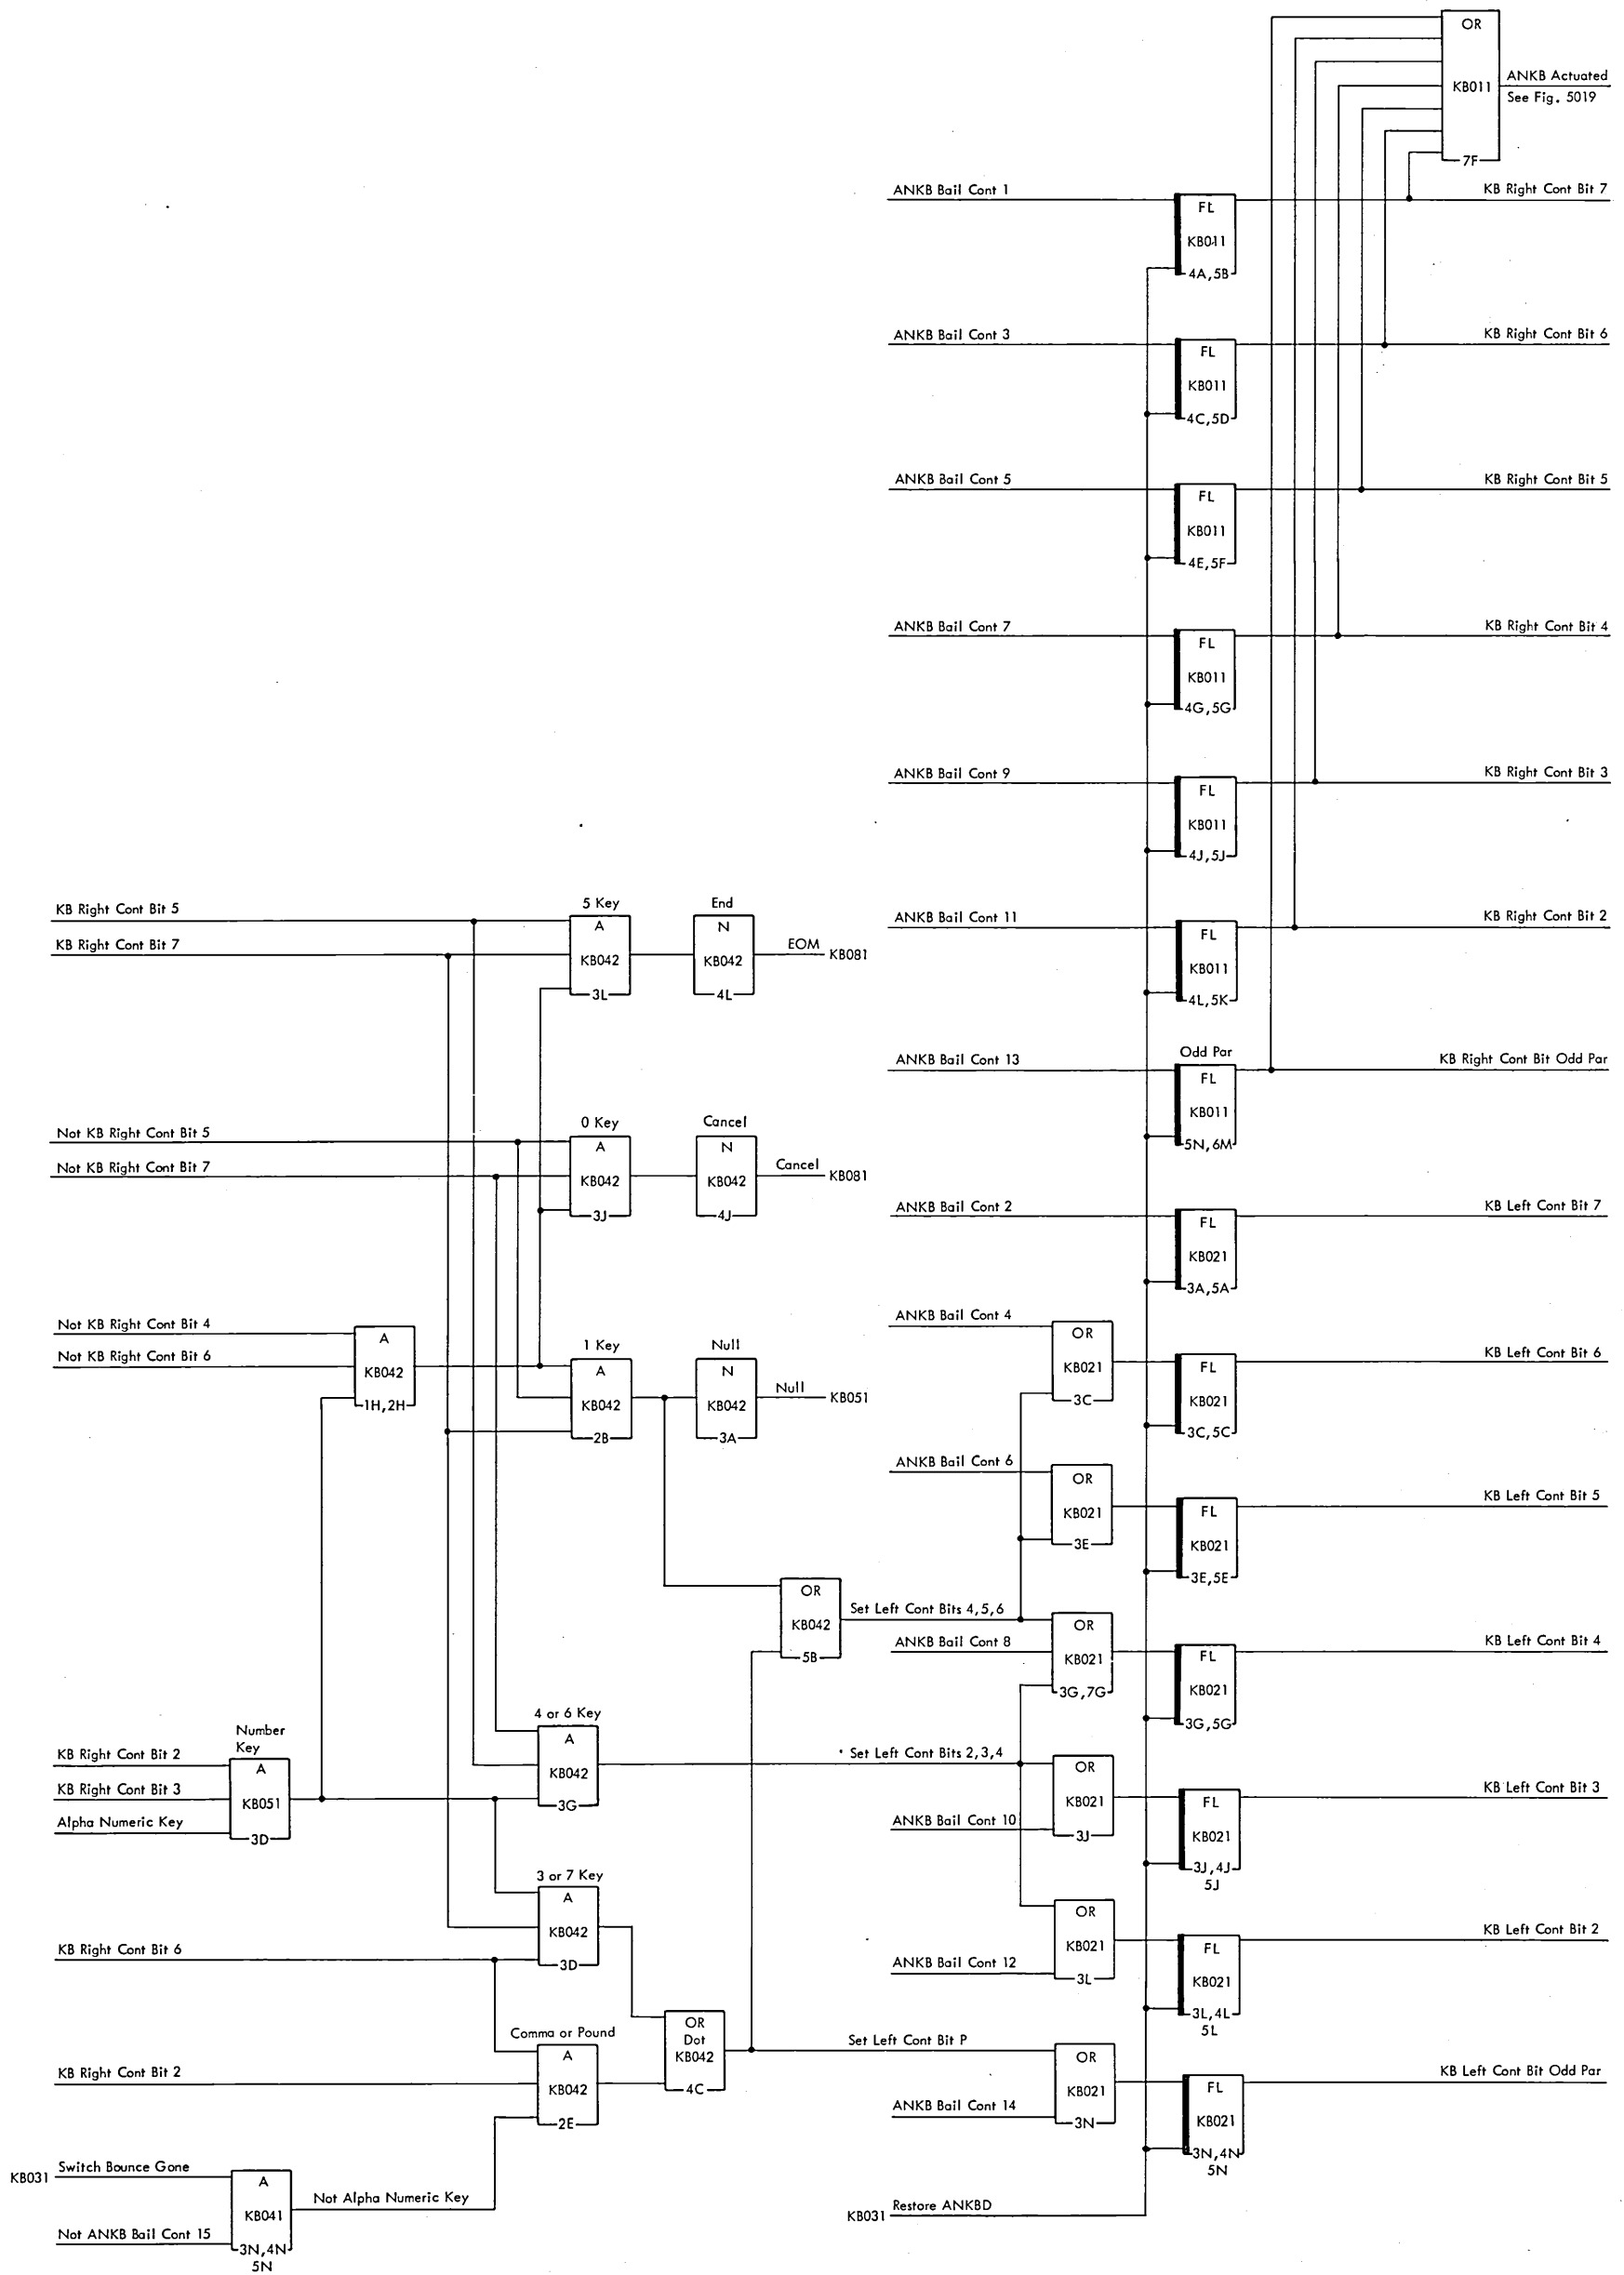 OR
KB011
7F
ANKB Actuated
See Fig. 5019
ANKB Bail Cont 1
FL
KB011
4A,5B
KB Right Cont Bit 7
ANKB Bail Cont 3
FL
KB011
4C,5D
KB Right Cont Bit 6
ANKB Bail Cont 5
FL
KB011
4E,5F
KB Right Cont Bit 5
ANKB Bail Cont 7
FL
KB011
4G,5G
KB Right Cont Bit 4
ANKB Bail Cont 9
FL
KB011
4J,5J
KB Right Cont Bit 3
ANKB Bail Cont 11
FL
KB011
4L,5K
KB Right Cont Bit 2
KB Right Cont Bit 5
KB Right Cont Bit 7
5 Key
A
KB042
3L
End
N
KB042
4L
EOM
KB081
ANKB Bail Cont 13
Odd Par
FL
KB011
5N,6M
KB Right Cont Bit Odd Par
Not KB Right Cont Bit 5
Not KB Right Cont Bit 7
0 Key
A
KB042
3J
Cancel
N
KB042
4J
Cancel
KB081
ANKB Bail Cont 2
FL
KB021
3A,5A
KB Left Cont Bit 7
Not KB Right Cont Bit 4
Not KB Right Cont Bit 6
A
KB042
1H,2H
1 Key
A
KB042
2B
Null
N
KB042
3A
Null
KB051
ANKB Bail Cont 4
OR
KB021
3C
FL
KB021
3C,5C
KB Left Cont Bit 6
ANKB Bail Cont 6
OR
KB021
3E
FL
KB021
3E,5E
KB Left Cont Bit 5
OR
KB042
5B
Set Left Cont Bits 4,5,6
ANKB Bail Cont 8
OR
KB021
3G,7G
FL
KB021
3G,5G
KB Left Cont Bit 4
KB Right Cont Bit 2
KB Right Cont Bit 3
Alpha Numeric Key
Number
Key
A
KB051
3D
4 or 6 Key
A
KB042
3G
Set Left Cont Bits 2,3,4
ANKB Bail Cont 10
OR
KB021
3J
FL
KB021
3J,4J
5J
KB Left Cont Bit 3
3 or 7 Key
A
KB042
3D
KB Right Cont Bit 6
ANKB Bail Cont 12
OR
KB021
3L
FL
KB021
3L,4L
5L
KB Left Cont Bit 2
Comma or Pound
A
KB042
2E
KB Right Cont Bit 2
OR
Dot
KB042
4C
Set Left Cont Bit P
ANKB Bail Cont 14
OR
KB021
3N
FL
KB021
3N,4N
5N
KB Left Cont Bit Odd Par
KB031
Switch Bounce Gone
Not ANKB Bail Cont 15
A
KB041
3N,4N
5N
Not Alpha Numeric Key
KB031
Restore ANKBD